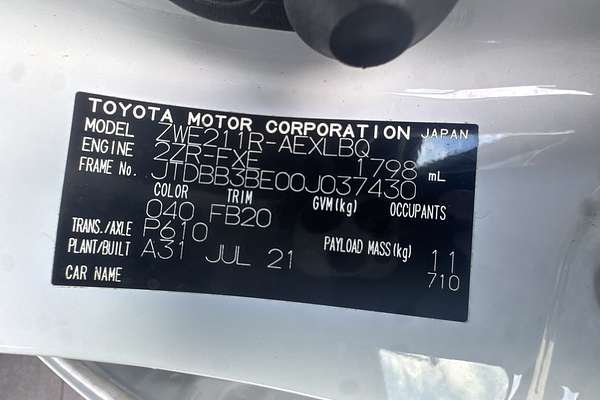 TOYOTA MOTOR CORPORATION JAPAN
MODEL ZWE211R-AEXLBQ
ENGINE 2ZR-FXE 1798 mL
FRAME No. JTDBB3BE00J037430
COLOR TRIM GVM(kg) OCCUPANTS
040 FB20
TRANS./AXLE P610
PLANT/BUILT A31 JUL 21 PAYLOAD MASS(kg) 11
CAR NAME 710